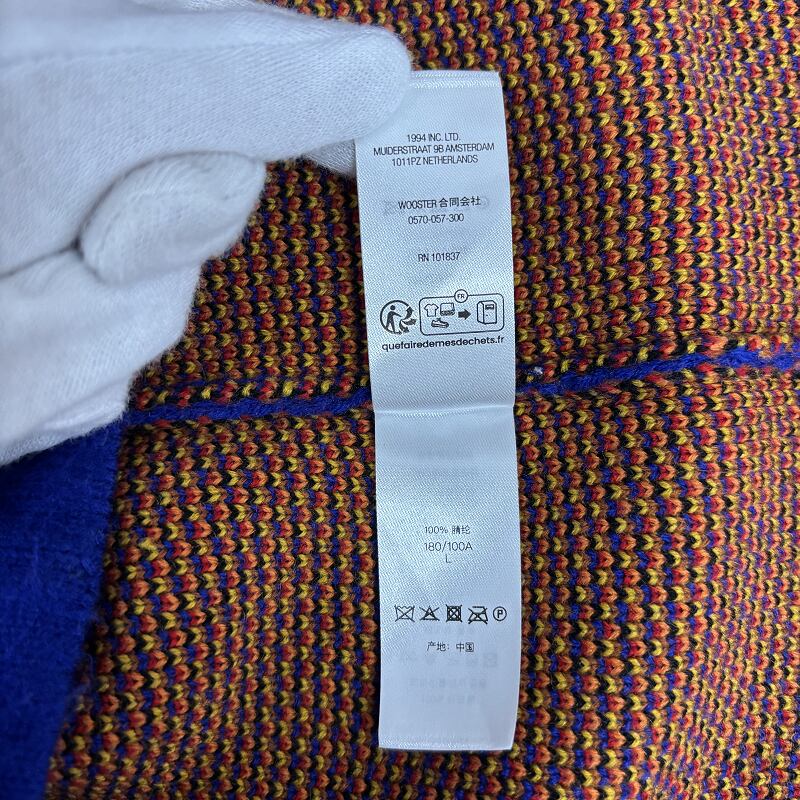 1994 INC. LTD.
MUIDERSTRAAT 9B AMSTERDAM
1011PZ NETHERLANDS
WOOSTER 合同会社
0570-057-300
RN 101837
FR
quefairedemesdechets.fr
100% 腈纶
180/100A
L
P
产地: 中国